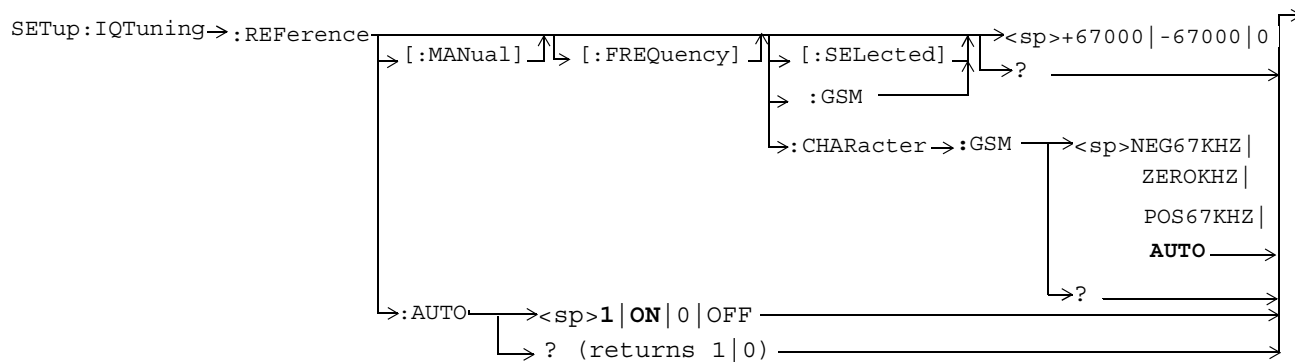 SETup:IQTuning :REFerence <sp>+67000|-67000|0
[:MANual] [:FREQuency] [:SELected] ?
:GSM
:CHARacter :GSM <sp>NEG67KHZ|
ZEROKHZ|
POS67KHZ|
AUTO
?
:AUTO <sp>1|ON|0|OFF
? (returns 1|0)